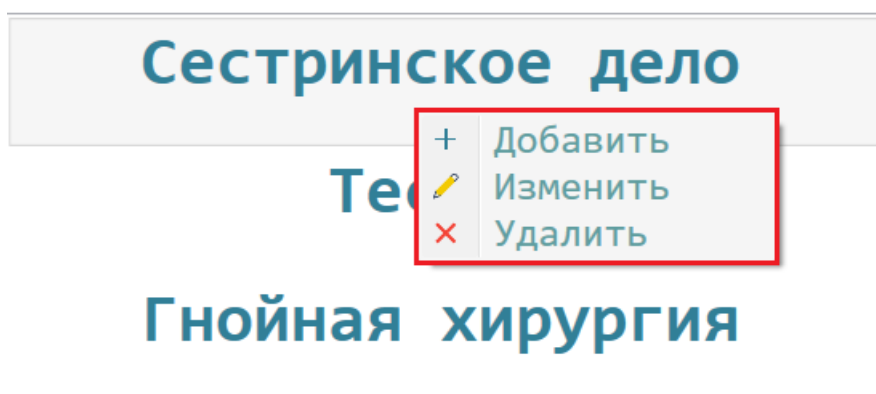 Сестринское дело
Добавить
Изменить
Удалить
Гнойная хирургия